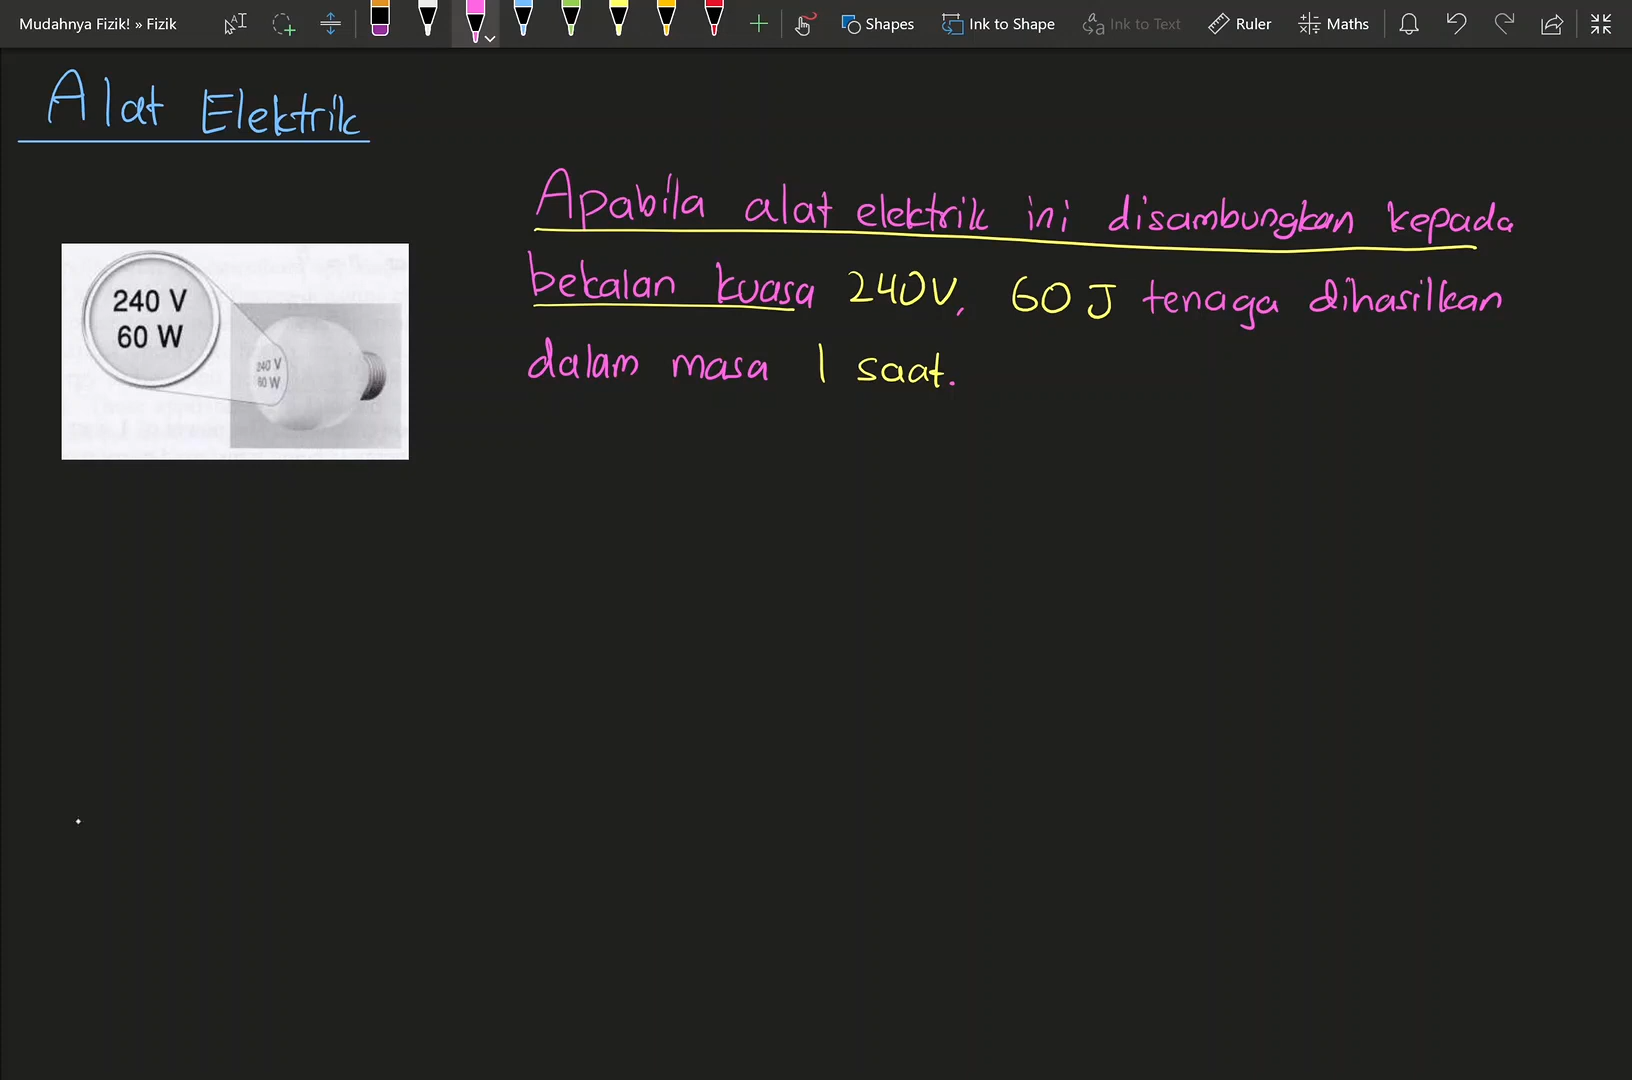 Mudahnya Fizik! » Fizik
Shapes
Ink to Shape
Ink to Text
Ruler
Maths
Alat Elektrik
240 V
60 W
240 V
60 W
Apabila alat elektrik ini disambungkan kepada
bekalan kuasa 240V, 60 J tenaga dihasilkan
dalam masa 1 saat.